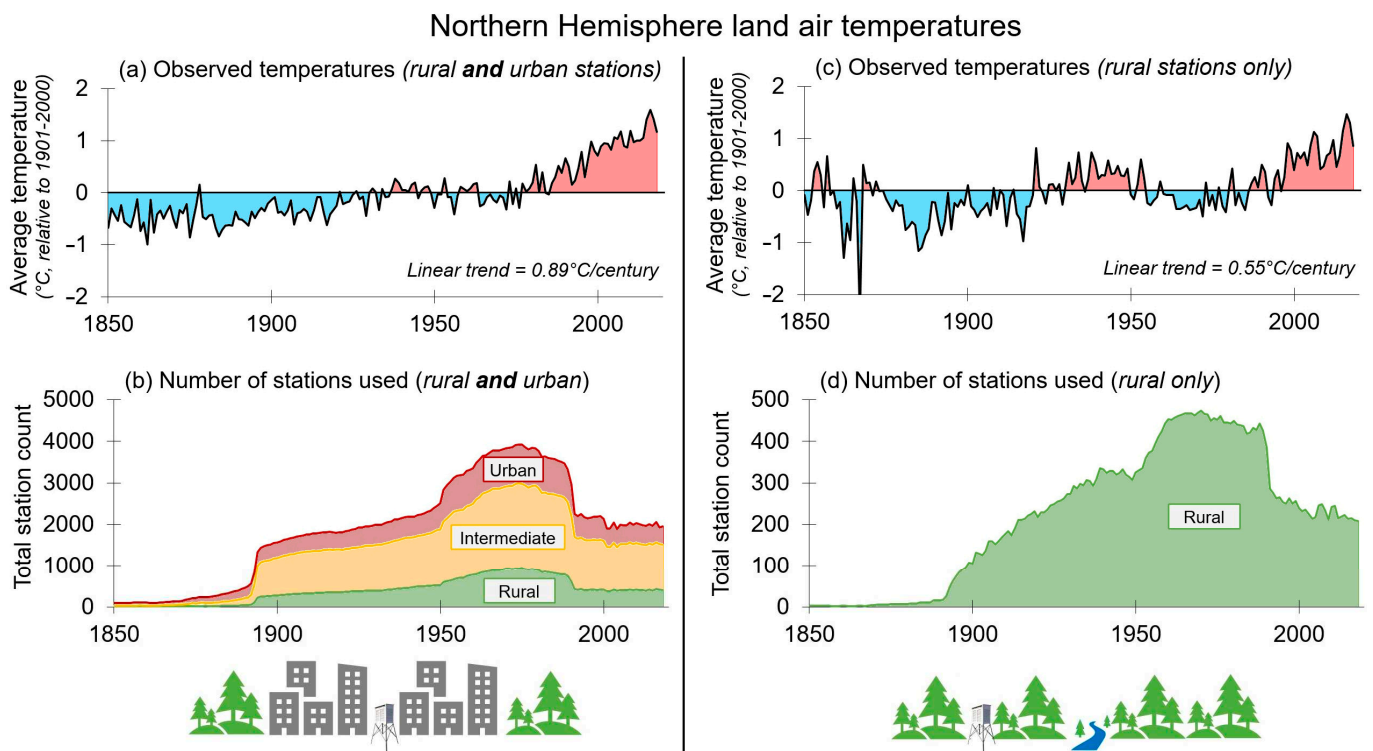 Northern Hemisphere land air temperatures
(a) Observed temperatures (rural and urban stations)
Average temperature
(°C, relative to 1901-2000)
2
1
0
−1
−2
Linear trend = 0.89°C/century
1850
1900
1950
2000
(b) Number of stations used (rural and urban)
Total station count
5000
4000
3000
2000
1000
0
Urban
Intermediate
Rural
1850
1900
1950
2000
(c) Observed temperatures (rural stations only)
Average temperature
(°C, relative to 1901-2000)
2
1
0
−1
−2
Linear trend = 0.55°C/century
1850
1900
1950
2000
(d) Number of stations used (rural only)
Total station count
500
400
300
200
100
0
Rural
1850
1900
1950
2000